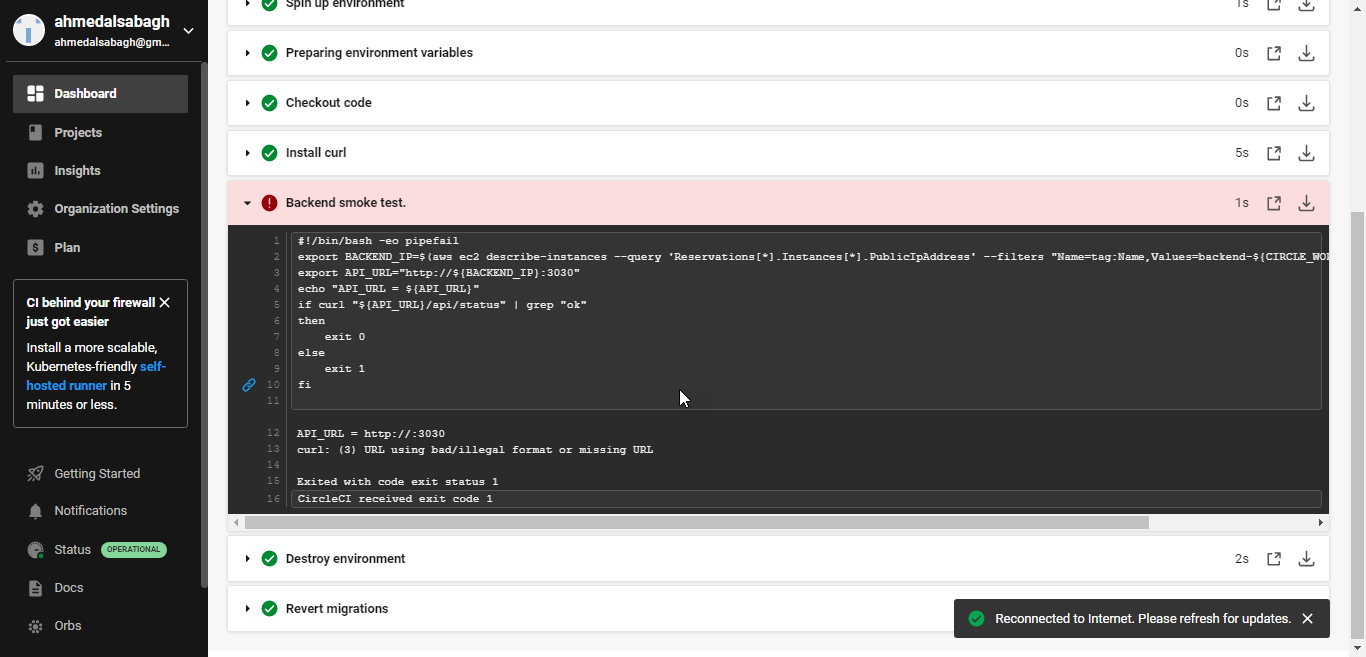 ahmedalsabagh
ahmedalsabagh@gm...
Dashboard
Projects
Insights
Organization Settings
Plan
CI behind your firewall
just got easier
Install a more scalable,
Kubernetes-friendly self-
hosted runner in 5
minutes or less.
Getting Started
Notifications
Status OPERATIONAL
Docs
Orbs
Spin up environment 1s
Preparing environment variables 0s
Checkout code 0s
Install curl 5s
Backend smoke test. 1s
1 #!/bin/bash -eo pipefail
2 export BACKEND_IP=$(aws ec2 describe-instances --query 'Reservations[*].Instances[*].PublicIpAddress' --filters "Name=tag:Name,Values=backend-${CIRCLE_WO
3 export API_URL="http://${BACKEND_IP}:3030"
4 echo "API_URL = ${API_URL}"
5 if curl "${API_URL}/api/status" | grep "ok"
6 then
7 exit 0
8 else
9 exit 1
10 fi
11
12 API_URL = http://:3030
13 curl: (3) URL using bad/illegal format or missing URL
14
15 Exited with code exit status 1
16 CircleCI received exit code 1
Destroy environment 2s
Revert migrations
Reconnected to Internet. Please refresh for updates.